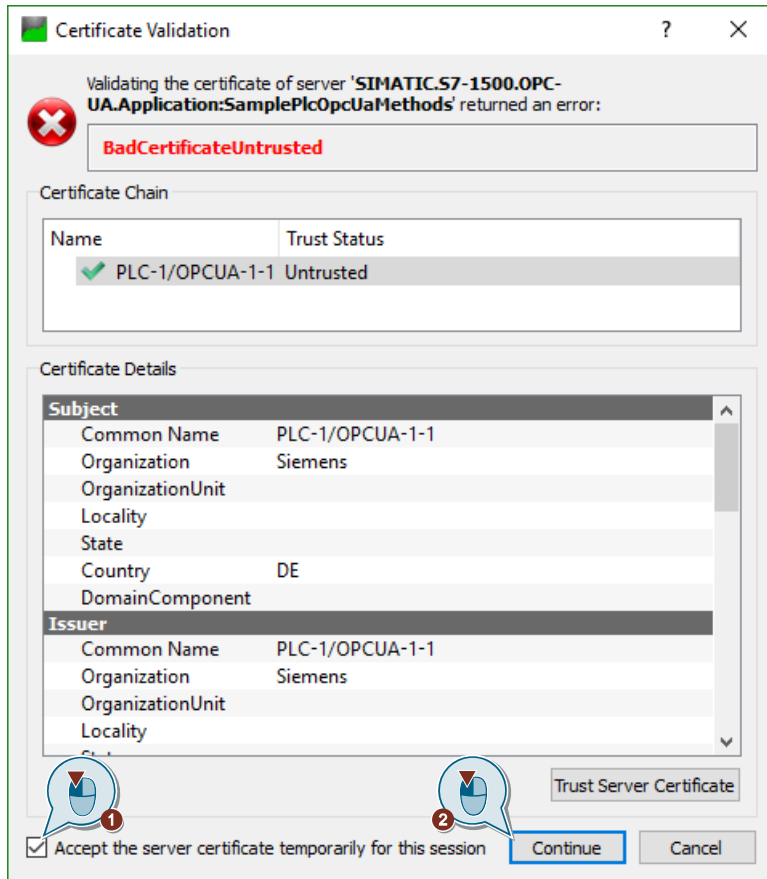 Certificate Validation
?
Validating the certificate of server 'SIMATIC.S7-1500.OPC-
UA.Application:SamplePlcOpcUaMethods' returned an error:
BadCertificateUntrusted
Certificate Chain
Name Trust Status
PLC-1/OPCUA-1-1 Untrusted
Certificate Details
Subject
Common Name PLC-1/OPCUA-1-1
Organization Siemens
OrganizationUnit
Locality
State
Country DE
DomainComponent
Issuer
Common Name PLC-1/OPCUA-1-1
Organization Siemens
OrganizationUnit
Locality
Trust Server Certificate
1
2
Accept the server certificate temporarily for this session Continue Cancel